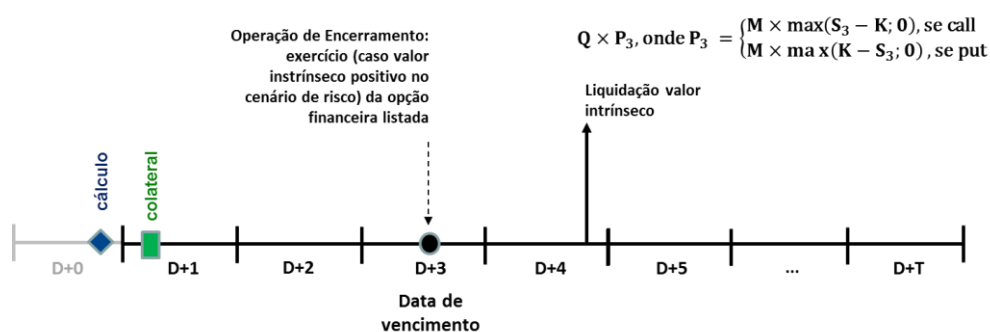 Operação de Encerramento:
exercício (caso valor
instrínseco positivo no
cenário de risco) da opção
financeira listada
Q × P₃, onde P₃ = {M × max(S₃ − K; 0), se call
M × ma x(K − S₃; 0) , se put
Liquidação valor
intrínseco
cálculo
colateral
D+0 D+1 D+2 D+3 D+4 D+5 ... D+T
Data de
vencimento